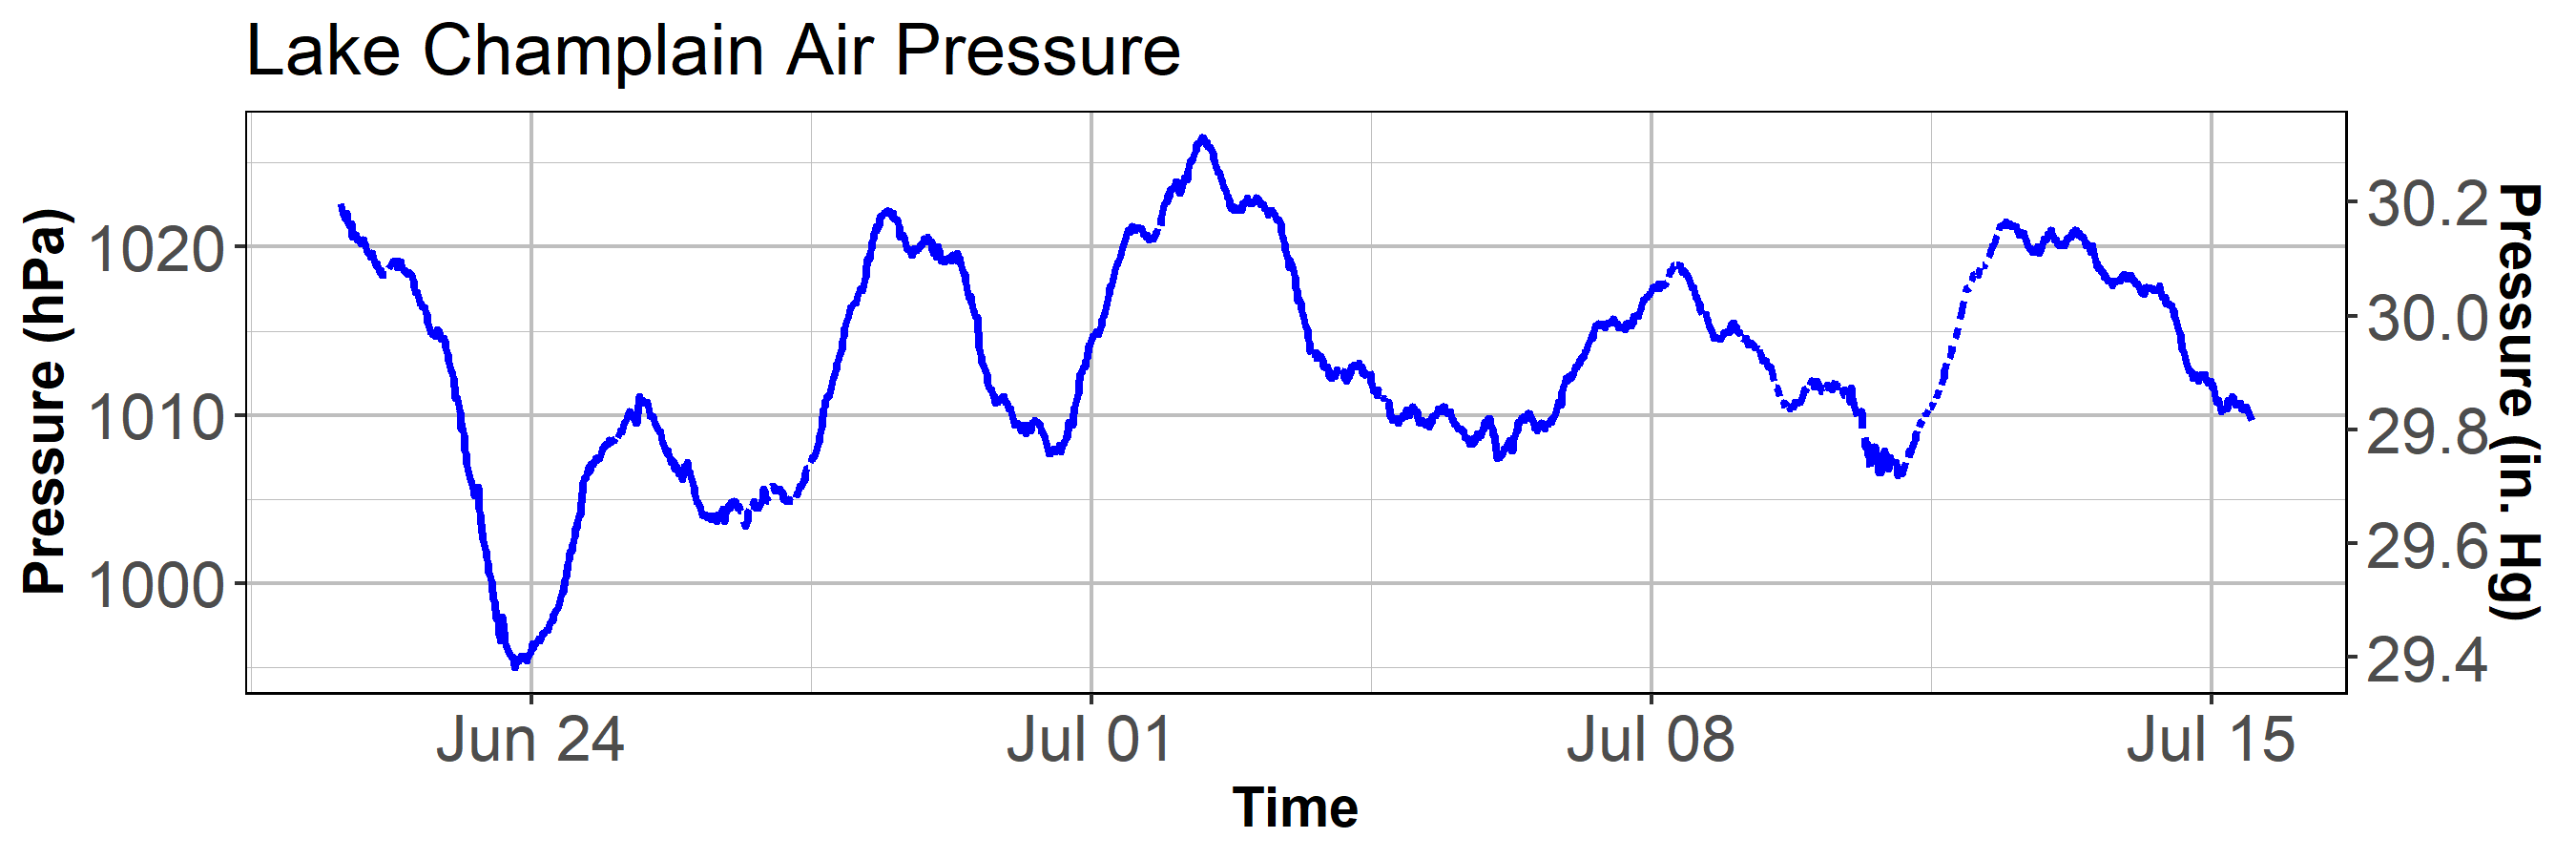 Lake Champlain Air Pressure
Pressure (hPa)
1020
1010
1000
30.2
30.0
29.8
29.6
29.4
Pressure (in. Hg)
Jun 24
Jul 01
Jul 08
Jul 15
Time